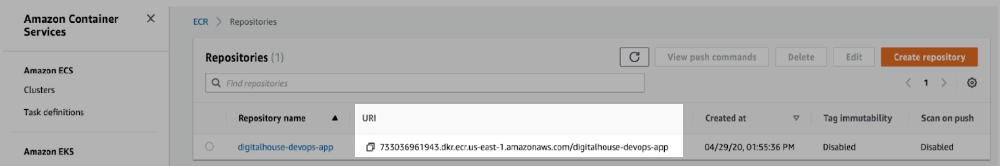 Amazon Container
Services
Amazon ECS
Clusters
Task definitions
Amazon EKS
ECR > Repositories
Repositories (1)
View push commands
Delete
Edit
Create repository
Find repositories
1
Repository name
URI
Created at
Tag immutability
Scan on push
digitalhouse-devops-app
733036961943.dkr.ecr.us-east-1.amazonaws.com/digitalhouse-devops-app
04/29/20, 01:55:36 PM
Disabled
Disabled